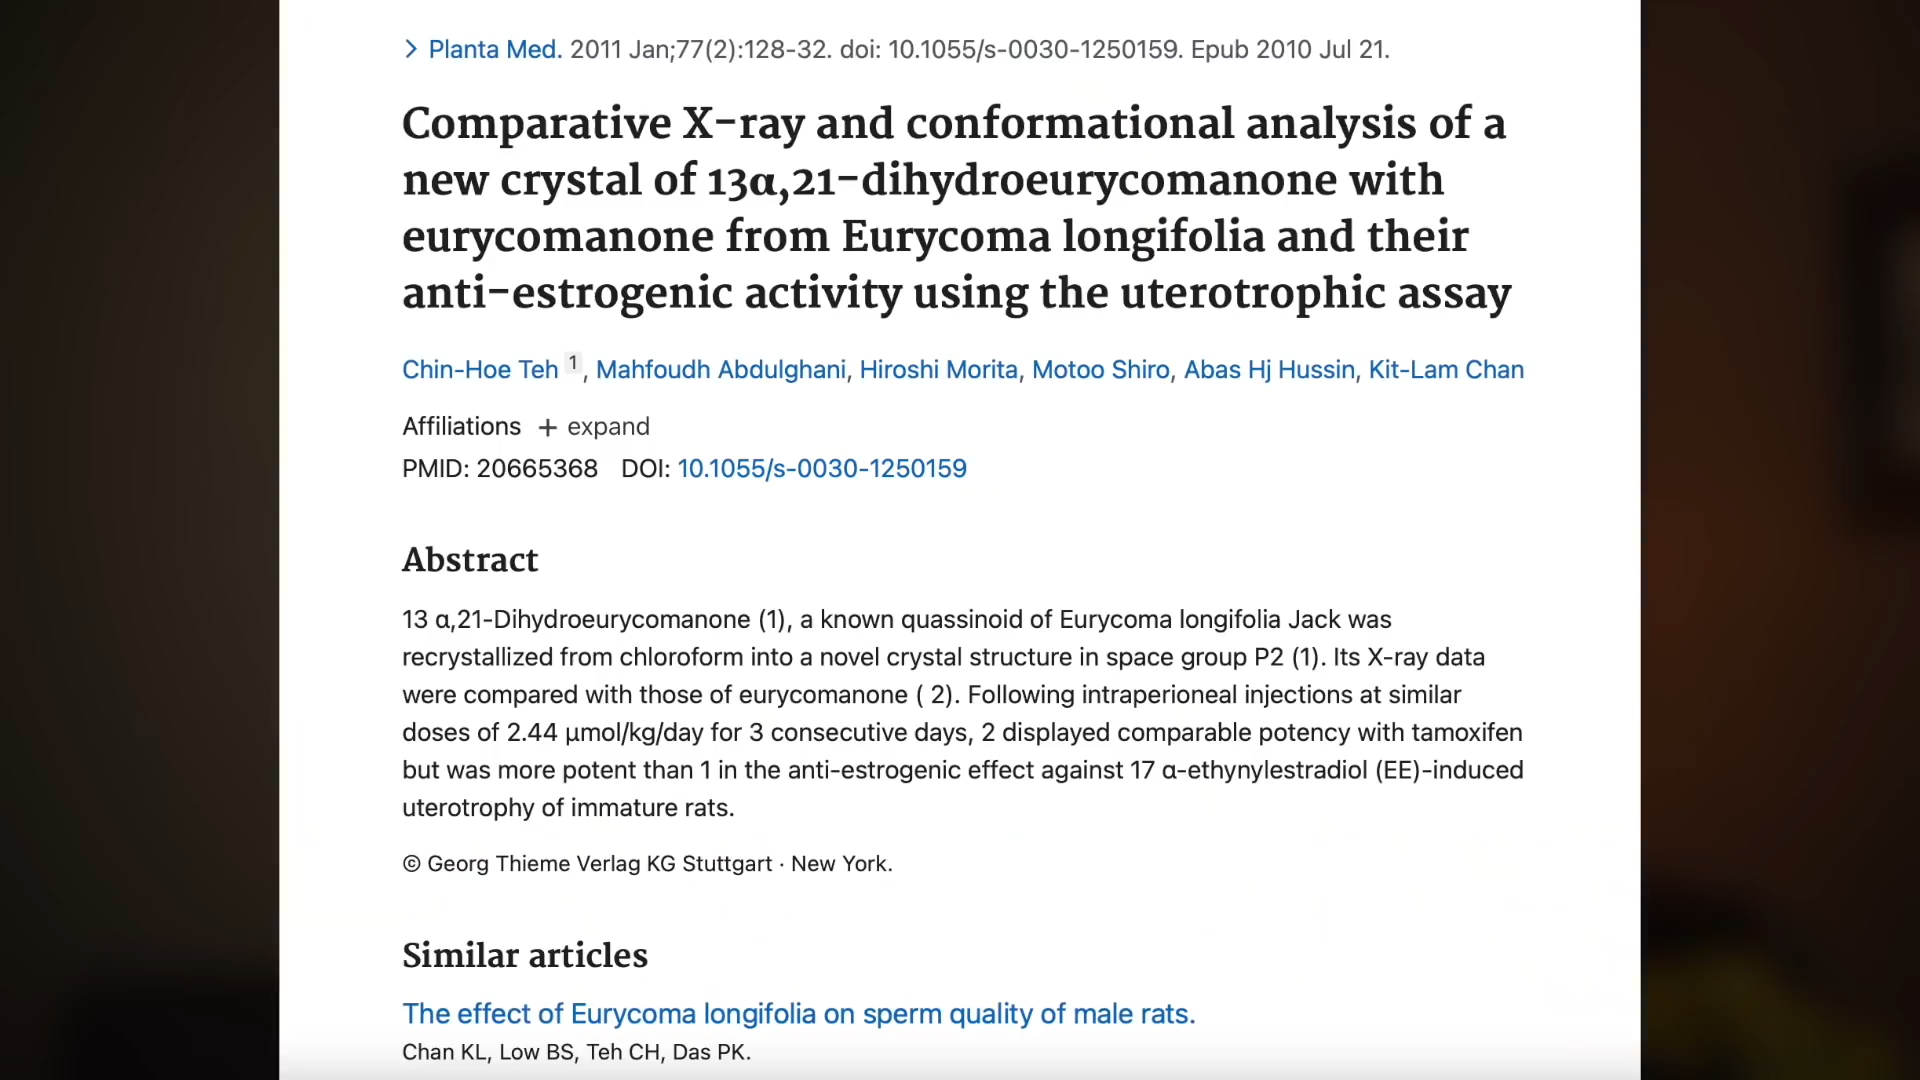 > Planta Med. 2011 Jan;77(2):128-32. doi: 10.1055/s-0030-1250159. Epub 2010 Jul 21.
Comparative X-ray and conformational analysis of a
new crystal of 13α,21-dihydroeurycomanone with
eurycomanone from Eurycoma longifolia and their
anti-estrogenic activity using the uterotrophic assay
Chin-Hoe Teh 1, Mahfoudh Abdulghani, Hiroshi Morita, Motoo Shiro, Abas Hj Hussin, Kit-Lam Chan
Affiliations + expand
PMID: 20665368 DOI: 10.1055/s-0030-1250159
Abstract
13 α,21-Dihydroeurycomanone (1), a known quassinoid of Eurycoma longifolia Jack was
recrystallized from chloroform into a novel crystal structure in space group P2 (1). Its X-ray data
were compared with those of eurycomanone ( 2). Following intraperioneal injections at similar
doses of 2.44 µmol/kg/day for 3 consecutive days, 2 displayed comparable potency with tamoxifen
but was more potent than 1 in the anti-estrogenic effect against 17 α-ethynylestradiol (EE)-induced
uterotrophy of immature rats.
© Georg Thieme Verlag KG Stuttgart · New York.
Similar articles
The effect of Eurycoma longifolia on sperm quality of male rats.
Chan KL, Low BS, Teh CH, Das PK.